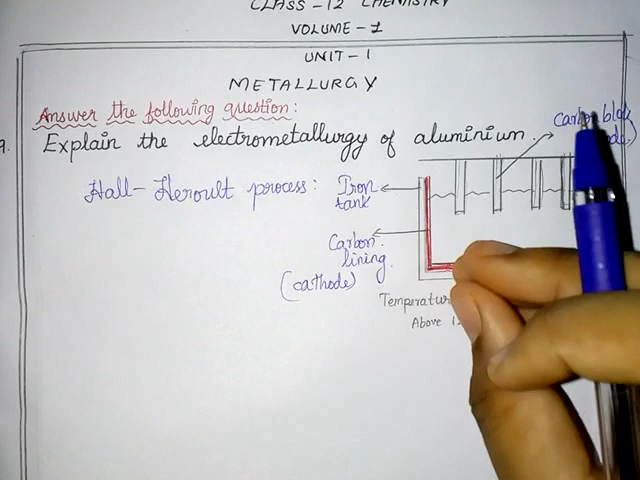 CLASS-12 CHEMISTRY
VOLUME-1
UNIT-1
METALLURGY
Answer the following question:
9. Explain the electrometallurgy of aluminium.
Hall-Heroult process:
Iron tank
Carbon lining.
(cathode)
Above